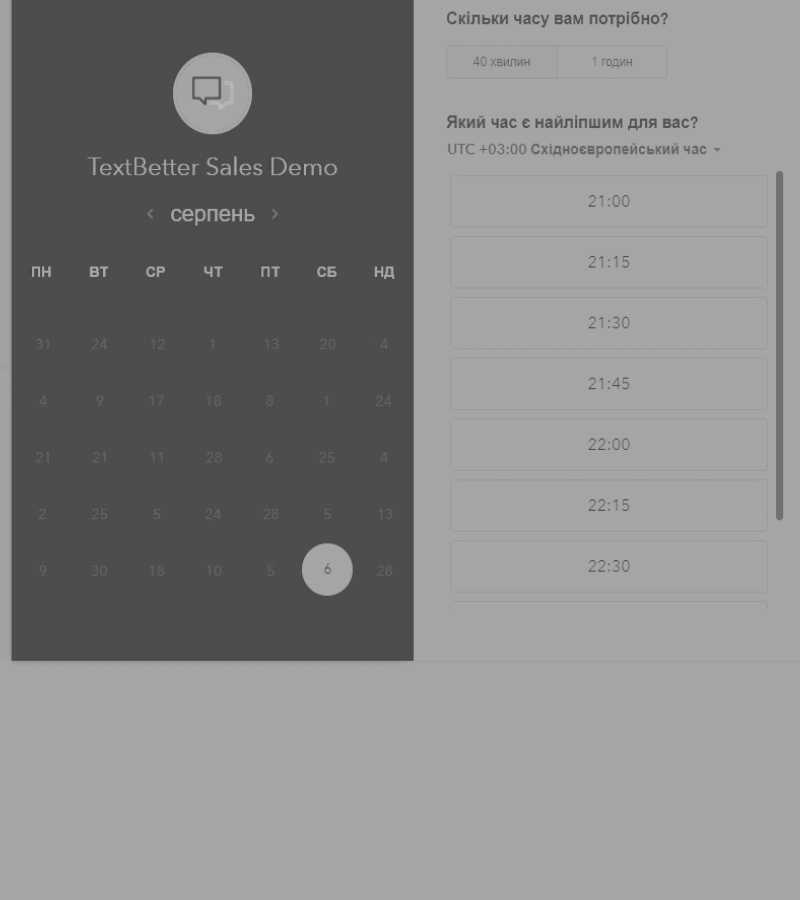 TextBetter Sales Demo
серпень
ПН ВТ СР ЧТ ПТ СБ НД
31 24 12 1 13 20 4
4 9 17 18 8 1 24
21 21 11 28 6 25 4
2 25 5 24 28 5 13
9 30 18 10 5 6 28
Скільки часу вам потрібно?
40 хвилин 1 годин
Який час є найліпшим для вас?
UTC +03:00 Східноєвропейський час
21:00
21:15
21:30
21:45
22:00
22:15
22:30